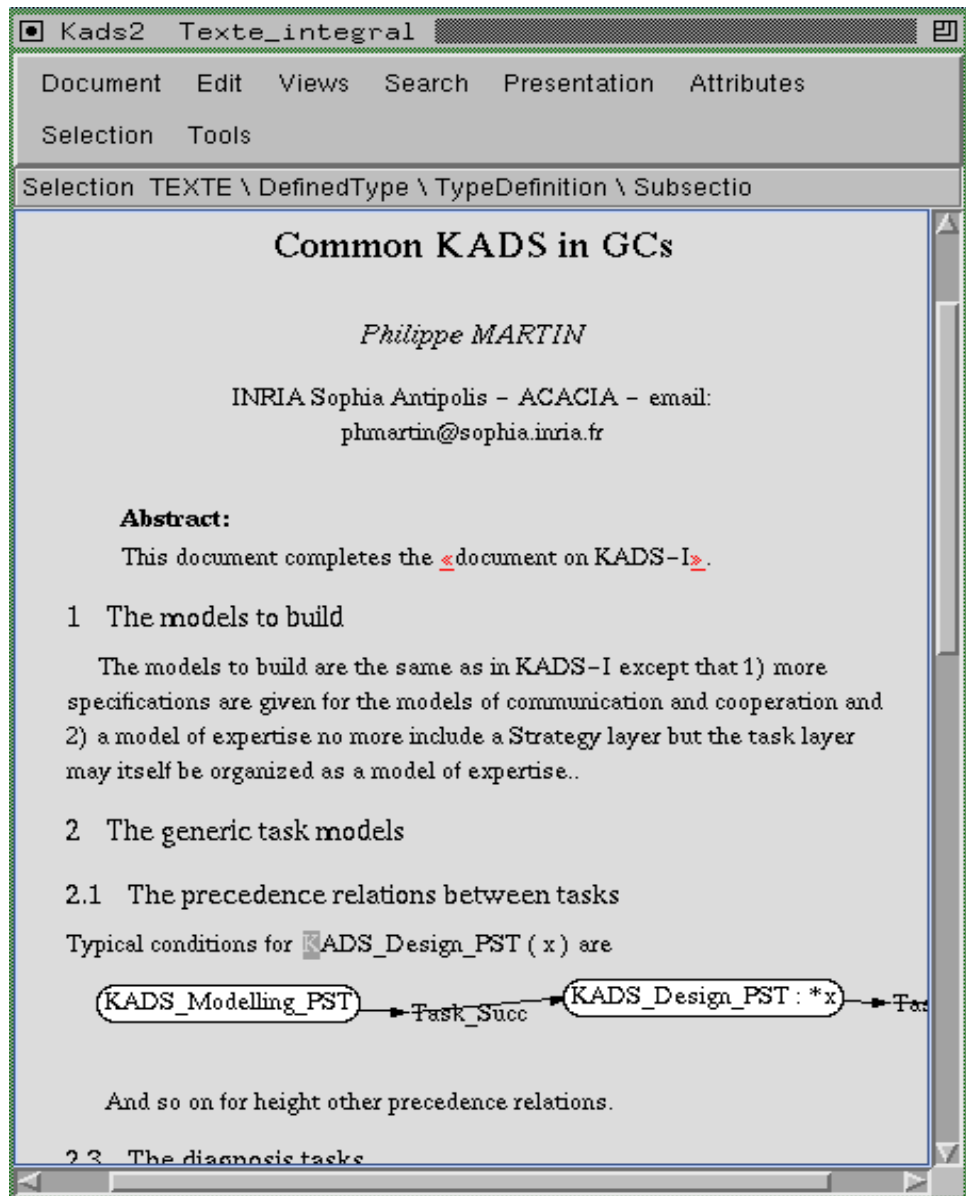 Kads2 Texte_integral
Document Edit Views Search Presentation Attributes
Selection Tools
Selection TEXTE \ DefinedType \ TypeDefinition \ Subsectio
Common KADS in GCs
Philippe MARTIN
INRIA Sophia Antipolis – ACACIA – email:
phmartin@sophia.inria.fr
Abstract:
This document completes the «document on KADS–I».
1 The models to build
The models to build are the same as in KADS–I except that 1) more
specifications are given for the models of communication and cooperation and
2) a model of expertise no more include a Strategy layer but the task layer
may itself be organized as a model of expertise..
2 The generic task models
2.1 The precedence relations between tasks
Typical conditions for KADS_Design_PST ( x ) are
KADS_Modelling_PST Task_Succ KADS_Design_PST : *x Tas
And so on for height other precedence relations.
2.3 The diagnosis tasks